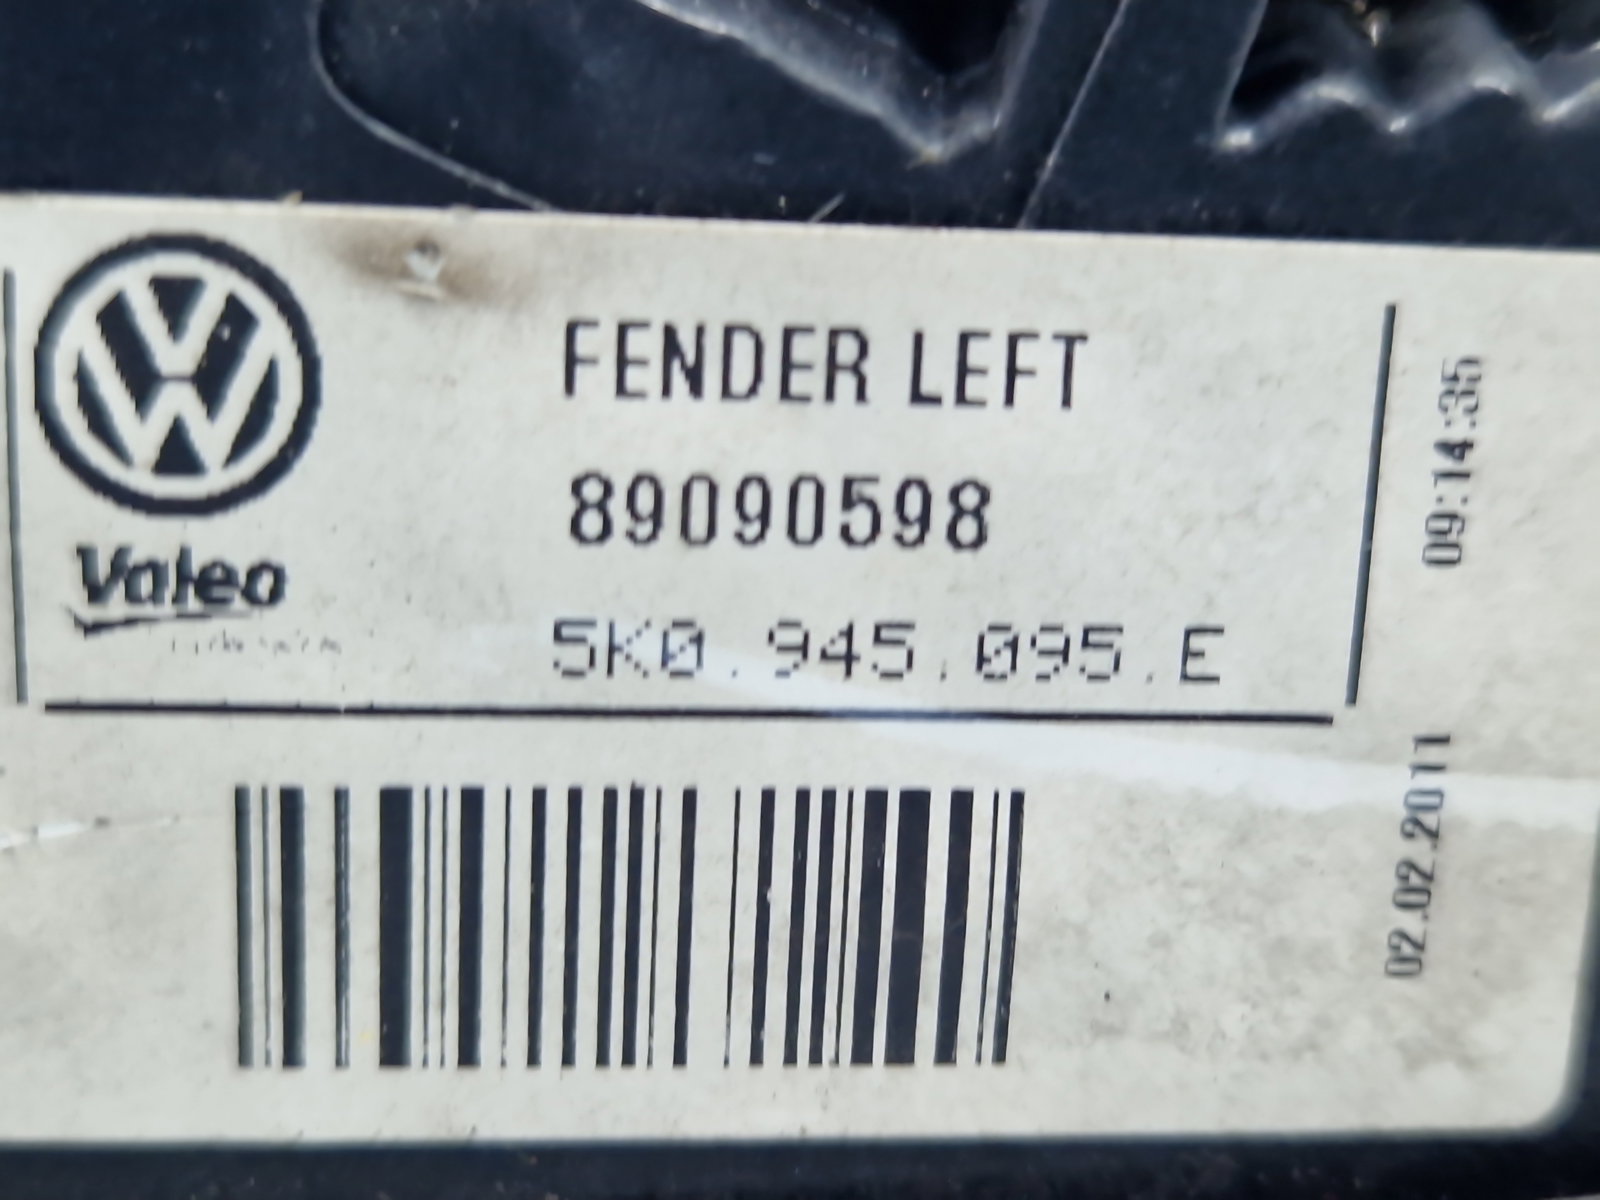 FENDER LEFT
89090598
Valeo
5K0.945.095.E
09:14:35
02.02.2011